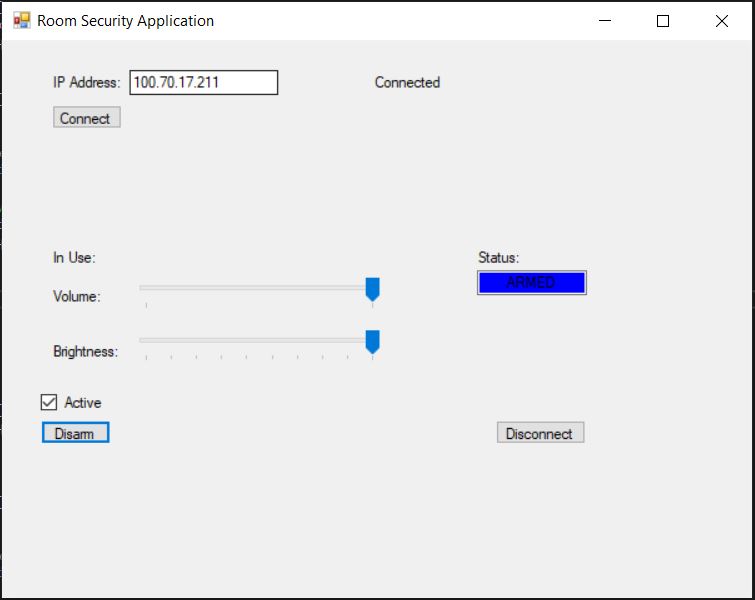 Room Security Application
IP Address: 100.70.17.211 Connected
Connect
In Use: Status:
Volume: ARMED
Brightness:
Active
Disarm Disconnect